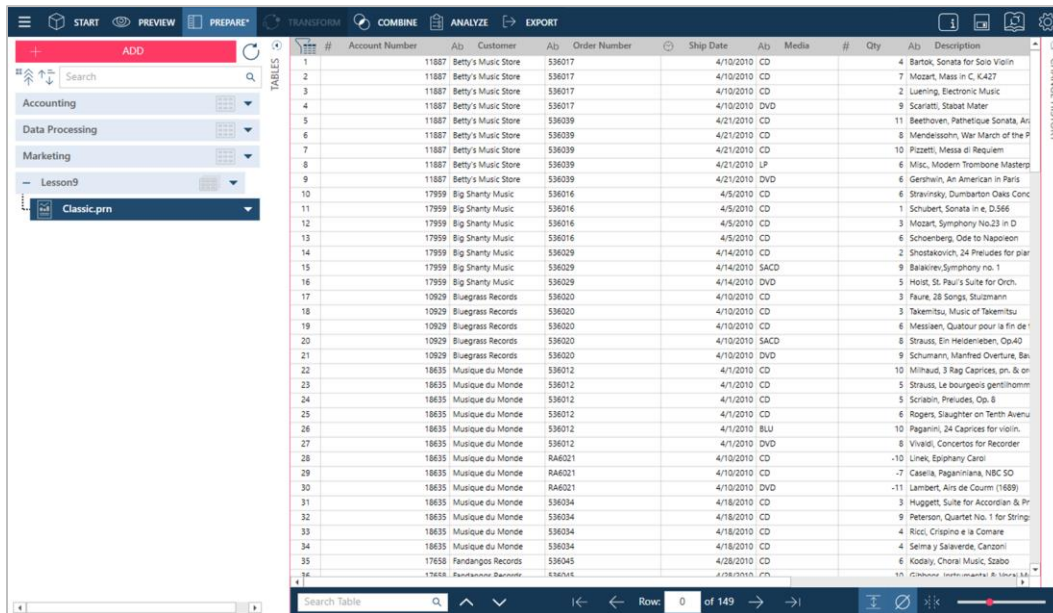 START PREVIEW PREPARE* TRANSFORM COMBINE ANALYZE EXPORT
ADD
Search
Accounting
Data Processing
Marketing
Lesson9
Classic.prn
TABLES
# Account Number Ab Customer Ab Order Number Ship Date Ab Media # Qty Ab Description
1 11887 Betty's Music Store 536017 4/10/2010 CD 4 Bartok, Sonata for Solo Violin
2 11887 Betty's Music Store 536017 4/10/2010 CD 7 Mozart, Mass in C, K.427
3 11887 Betty's Music Store 536017 4/10/2010 CD 2 Luening, Electronic Music
4 11887 Betty's Music Store 536017 4/10/2010 DVD 9 Scarlatti, Stabat Mater
5 11887 Betty's Music Store 536039 4/21/2010 CD 11 Beethoven, Pathetique Sonata,
6 11887 Betty's Music Store 536039 4/21/2010 CD 8 Mendelssohn, War March of the P
7 11887 Betty's Music Store 536039 4/21/2010 CD 10 Pizzetti, Messa di Requiem
8 11887 Betty's Music Store 536039 4/21/2010 LP 6 Misc., Modern Trombone Masterp
9 11887 Betty's Music Store 536039 4/21/2010 DVD 6 Gershwin, An American in Paris
10 17959 Big Shanty Music 536016 4/5/2010 CD 6 Stravinsky, Dumbarton Oaks Conc
11 17959 Big Shanty Music 536016 4/5/2010 CD 1 Schubert, Sonata in e, D.566
12 17959 Big Shanty Music 536016 4/5/2010 CD 3 Mozart, Symphony No.23 in D
13 17959 Big Shanty Music 536016 4/5/2010 CD 6 Schoenberg, Ode to Napoleon
14 17959 Big Shanty Music 536029 4/14/2010 CD 2 Shostakovich, 24 Preludes for pian
15 17959 Big Shanty Music 536029 4/14/2010 SACD 9 Balakirev,Symphony no. 1
16 17959 Big Shanty Music 536029 4/14/2010 DVD 5 Holst, St. Paul's Suite for Orch.
17 10929 Bluegrass Records 536020 4/10/2010 CD 3 Faure, 28 Songs, Stutzmann
18 10929 Bluegrass Records 536020 4/10/2010 CD 3 Takemitsu, Music of Takemitsu
19 10929 Bluegrass Records 536020 4/10/2010 CD 6 Messiaen, Quatour pour la fin de
20 10929 Bluegrass Records 536020 4/10/2010 SACD 8 Strauss, Ein Heldenleben, Op.40
21 10929 Bluegrass Records 536020 4/10/2010 DVD 9 Schumann, Manfred Overture, Bav
22 18635 Musique du Monde 536012 4/1/2010 CD 10 Milhaud, 3 Rag Caprices, pn. & or
23 18635 Musique du Monde 536012 4/1/2010 CD 5 Strauss, Le bourgeois gentilhomm
24 18635 Musique du Monde 536012 4/1/2010 CD 5 Scriabin, Preludes, Op. 8
25 18635 Musique du Monde 536012 4/1/2010 CD 6 Rogers, Slaughter on Tenth Avenu
26 18635 Musique du Monde 536012 4/1/2010 BLU 10 Paganini, 24 Caprices for violin.
27 18635 Musique du Monde 536012 4/1/2010 DVD 8 Vivaldi, Concertos for Recorder
28 18635 Musique du Monde RA6021 4/10/2010 CD -10 Linek, Epiphany Carol
29 18635 Musique du Monde RA6021 4/10/2010 CD -7 Casella, Paganiniana, NBC SO
30 18635 Musique du Monde RA6021 4/10/2010 DVD -11 Lambert, Airs de Courm (1689)
31 18635 Musique du Monde 536034 4/18/2010 CD 3 Huggett, Suite for Accordian & Pr
32 18635 Musique du Monde 536034 4/18/2010 CD 9 Peterson, Quartet No. 1 for String
33 18635 Musique du Monde 536034 4/18/2010 CD 4 Ricci, Crispino e la Comare
34 18635 Musique du Monde 536034 4/18/2010 CD 4 Selma y Salaverde, Canzoni
35 17658 Fandangos Records 536045 4/28/2010 CD 6 Kodaly, Choral Music, Szabo
36 17658 Fandangos Records 536045 4/28/2010 CD 10 Gibbons, Instrumental & Vocal
Search Table Row: 0 of 149